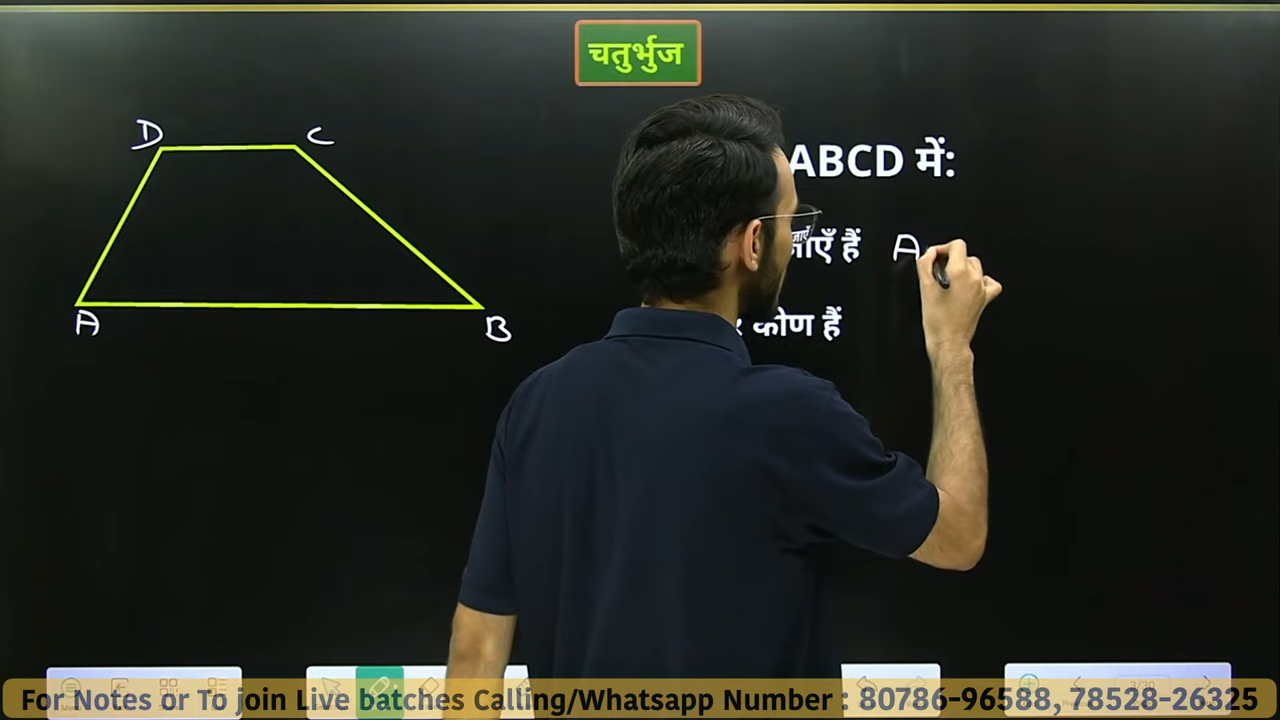 चतुर्भुज
D C
ABCD में:
हैं A
कोण हैं
A B
For Notes or To join Live batches Calling/Whatsapp Number : 80786-96588, 78528-26325